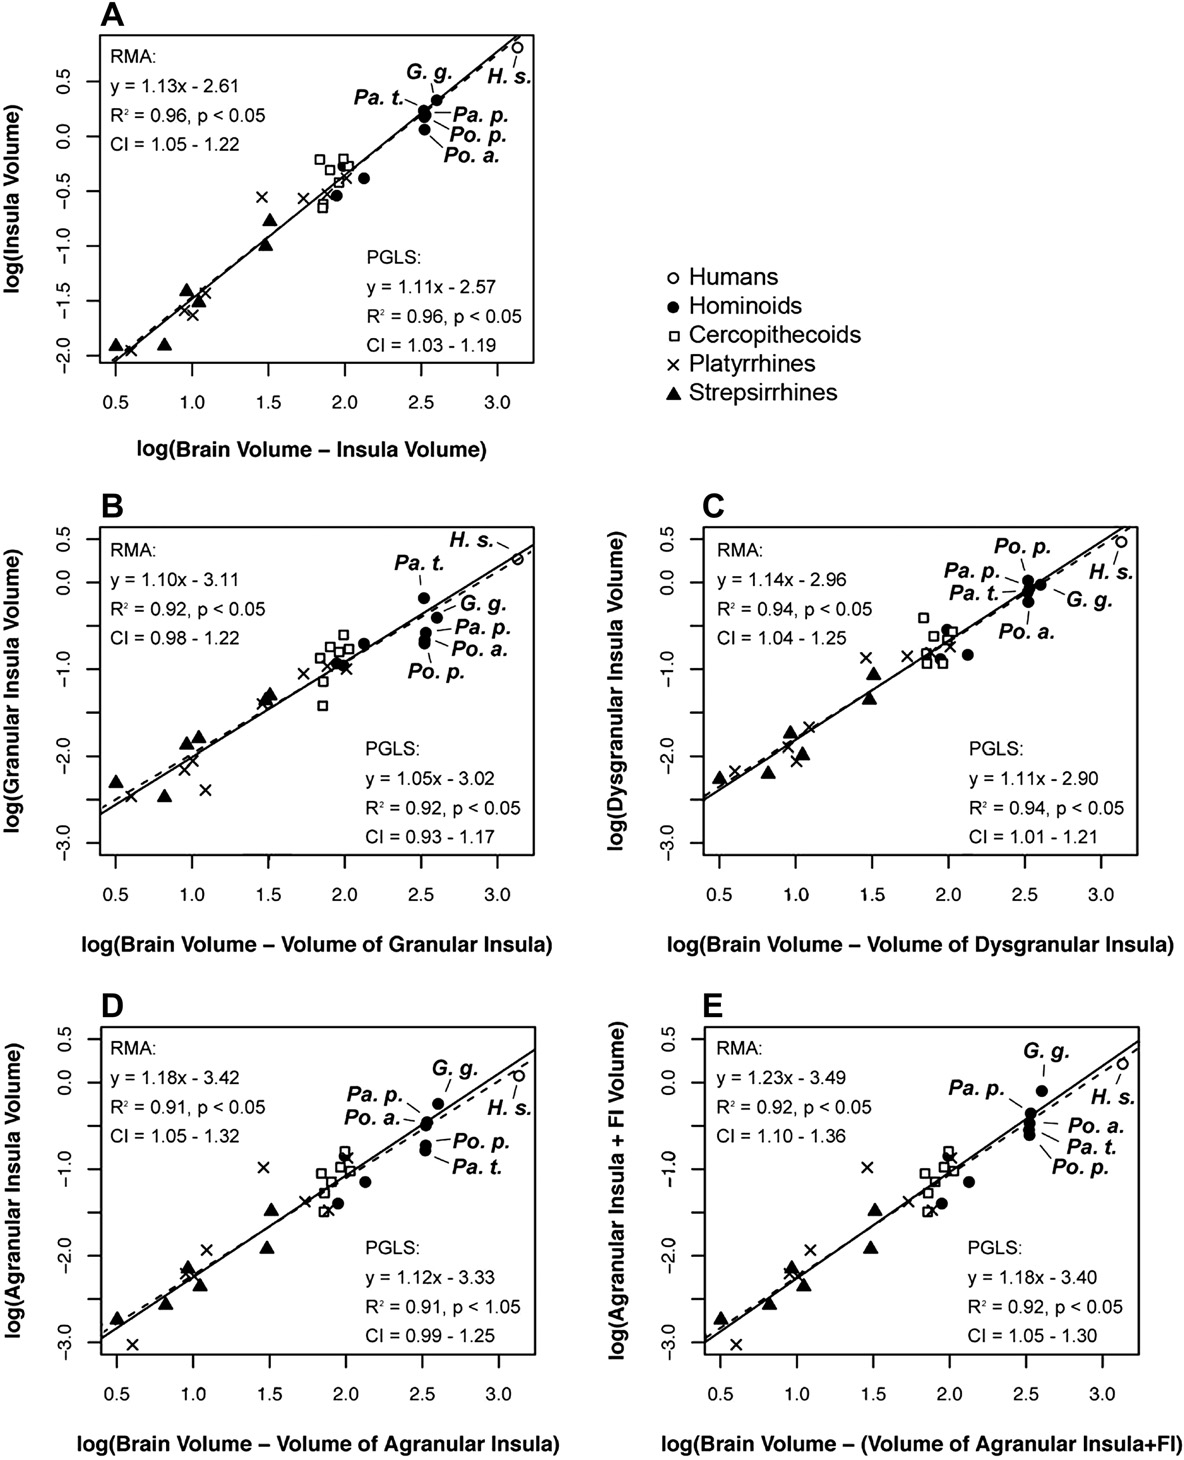 A
RMA:
y = 1.13x - 2.61
R² = 0.96, p < 0.05
CI = 1.05 - 1.22
G. g.
H. s.
Pa. t.
Pa. p.
Po. p.
Po. a.
PGLS:
y = 1.11x - 2.57
R² = 0.96, p < 0.05
CI = 1.03 - 1.19
0.5
0.0
−0.5
−1.0
−1.5
−2.0
log(Insula Volume)
0.5 1.0 1.5 2.0 2.5 3.0
log(Brain Volume – Insula Volume)
Humans
Hominoids
Cercopithecoids
Platyrrhines
Strepsirrhines
B
RMA:
y = 1.10x - 3.11
R² = 0.92, p < 0.05
CI = 0.98 - 1.22
H. s.
Pa. t.
G. g.
Pa. p.
Po. a.
Po. p.
PGLS:
y = 1.05x - 3.02
R² = 0.92, p < 0.05
CI = 0.93 - 1.17
0.5
0.0
−1.0
−2.0
−3.0
log(Granular Insula Volume)
0.5 1.0 1.5 2.0 2.5 3.0
log(Brain Volume – Volume of Granular Insula)
C
RMA:
y = 1.14x - 2.96
R² = 0.94, p < 0.05
CI = 1.04 - 1.25
Po. p.
Pa. p.
Pa. t.
H. s.
G. g.
Po. a.
PGLS:
y = 1.11x - 2.90
R² = 0.94, p < 0.05
CI = 1.01 - 1.21
0.5
0.0
−1.0
−2.0
−3.0
log(Dysgranular Insula Volume)
0.5 1.0 1.5 2.0 2.5 3.0
log(Brain Volume – Volume of Dysgranular Insula)
D
RMA:
y = 1.18x - 3.42
R² = 0.91, p < 0.05
CI = 1.05 - 1.32
G. g.
Pa. p.
Po. a.
H. s.
Po. p.
Pa. t.
PGLS:
y = 1.12x - 3.33
R² = 0.91, p < 1.05
CI = 0.99 - 1.25
0.5
0.0
−1.0
−2.0
−3.0
log(Agranular Insula Volume)
0.5 1.0 1.5 2.0 2.5 3.0
log(Brain Volume – Volume of Agranular Insula)
E
RMA:
y = 1.23x - 3.49
R² = 0.92, p < 0.05
CI = 1.10 - 1.36
G. g.
Pa. p.
H. s.
Po. a.
Pa. t.
Po. p.
PGLS:
y = 1.18x - 3.40
R² = 0.92, p < 0.05
CI = 1.05 - 1.30
0.5
0.0
−1.0
−2.0
−3.0
log(Agranular Insula + FI Volume)
0.5 1.0 1.5 2.0 2.5 3.0
log(Brain Volume – (Volume of Agranular Insula+FI)